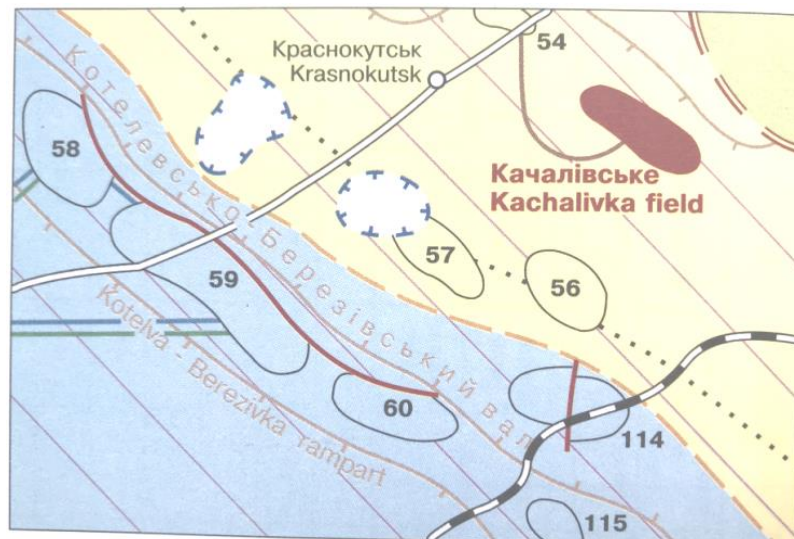 54
Краснокутськ
Krasnokutsk
58
Качалівське
Kachalivka field
57
56
59
Котелевсько-Березівський вал
Kotelva - Berezivka rampart
60
114
115